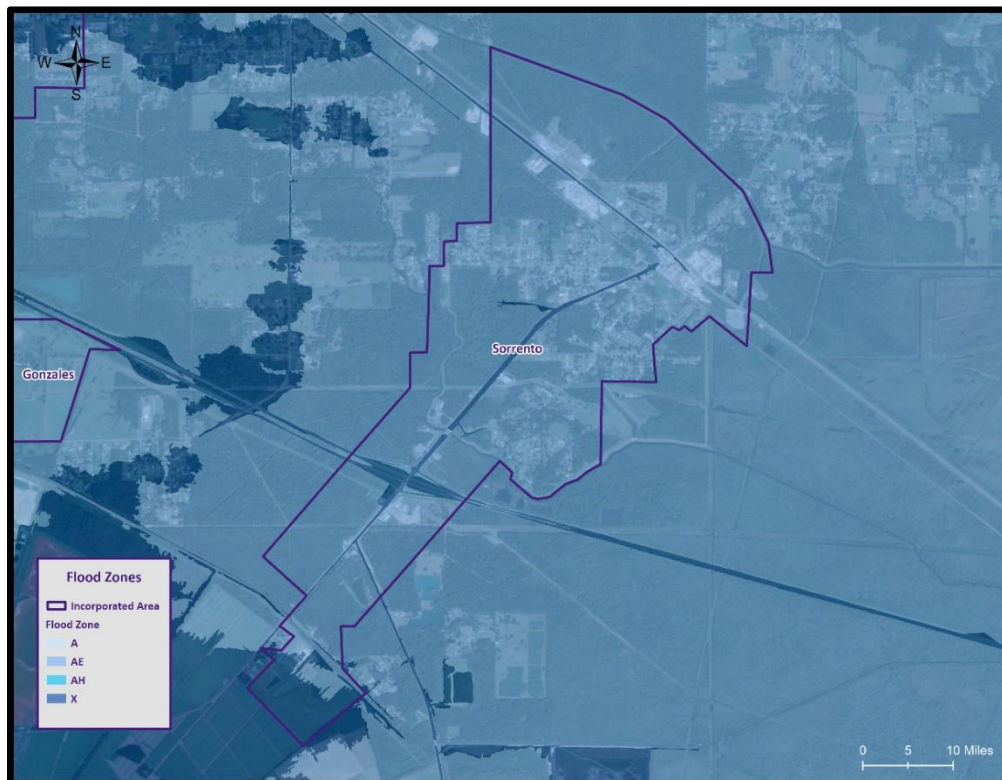 N
W E
S
Sorrento
Gonzales
Flood Zones
Incorporated Area
Flood Zone
A
AE
AH
X
0 5 10 Miles